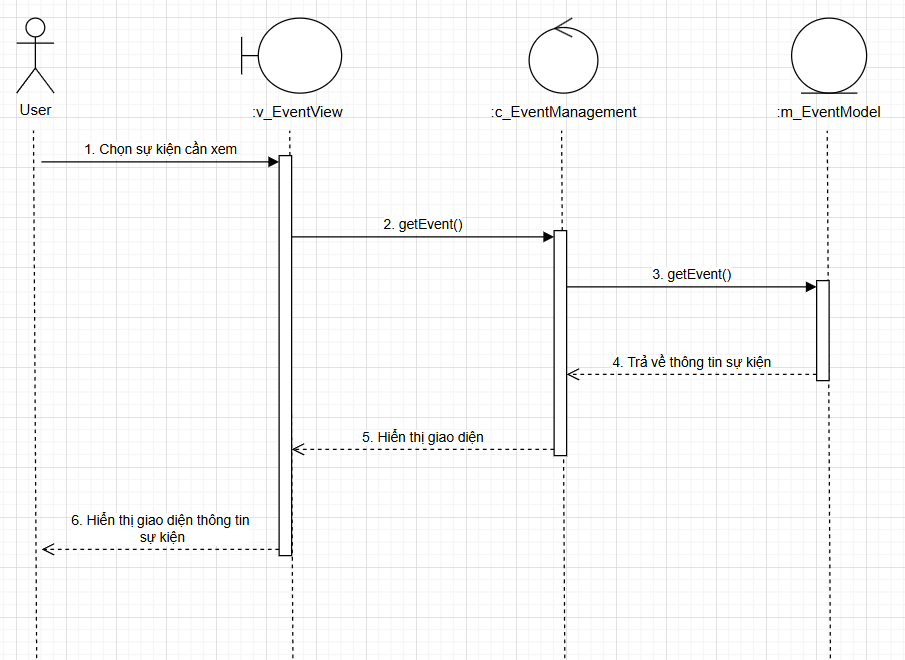 User
:v_EventView
:c_EventManagement
:m_EventModel
1. Chọn sự kiện cần xem
2. getEvent()
3. getEvent()
4. Trả về thông tin sự kiện
5. Hiển thị giao diện
6. Hiển thị giao diện thông tin
sự kiện